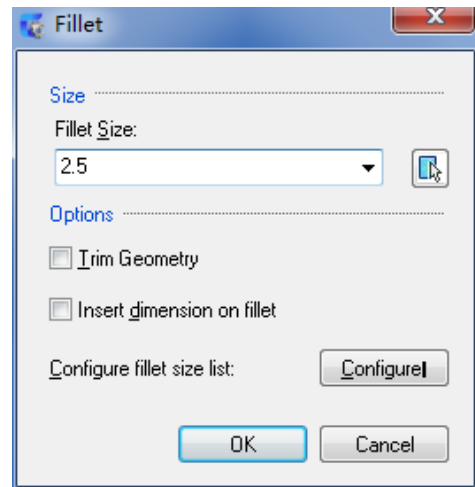 Fillet
Size
Fillet Size:
2.5
Options
Trim Geometry
Insert dimension on fillet
Configure fillet size list:
Configure
OK
Cancel